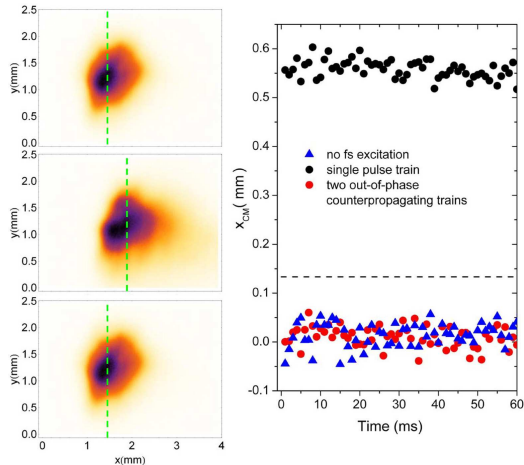 y(mm)
2.5
2.0
1.5
1.0
0.5
0.0
y(mm)
2.5
2.0
1.5
1.0
0.5
0.0
y(mm)
2.5
2.0
1.5
1.0
0.5
0.0
0 1 2 3 4
x(mm)
x_CM( mm)
0.6
0.5
0.4
0.3
0.2
0.1
0.0
-0.1
no fs excitation
single pulse train
two out-of-phase
counterpropagating trains
0 10 20 30 40 50 60
Time (ms)